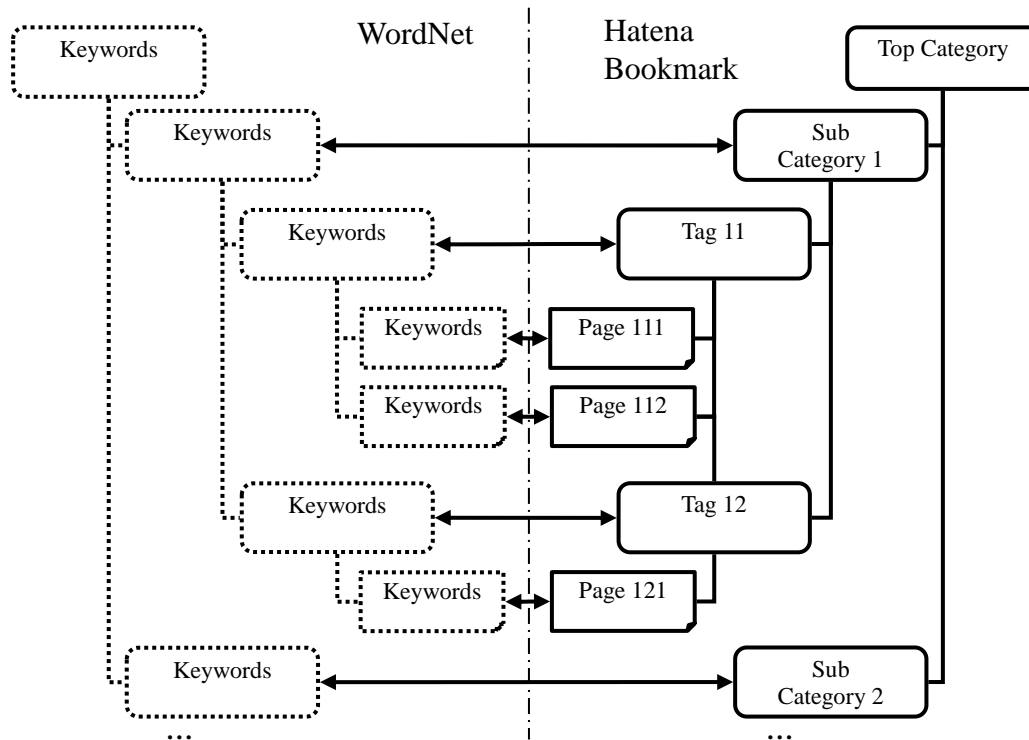 Keywords
WordNet
Hatena
Bookmark
Top Category
Keywords
Sub
Category 1
Keywords
Tag 11
Keywords
Page 111
Keywords
Page 112
Keywords
Tag 12
Keywords
Page 121
Keywords
Sub
Category 2
...
...